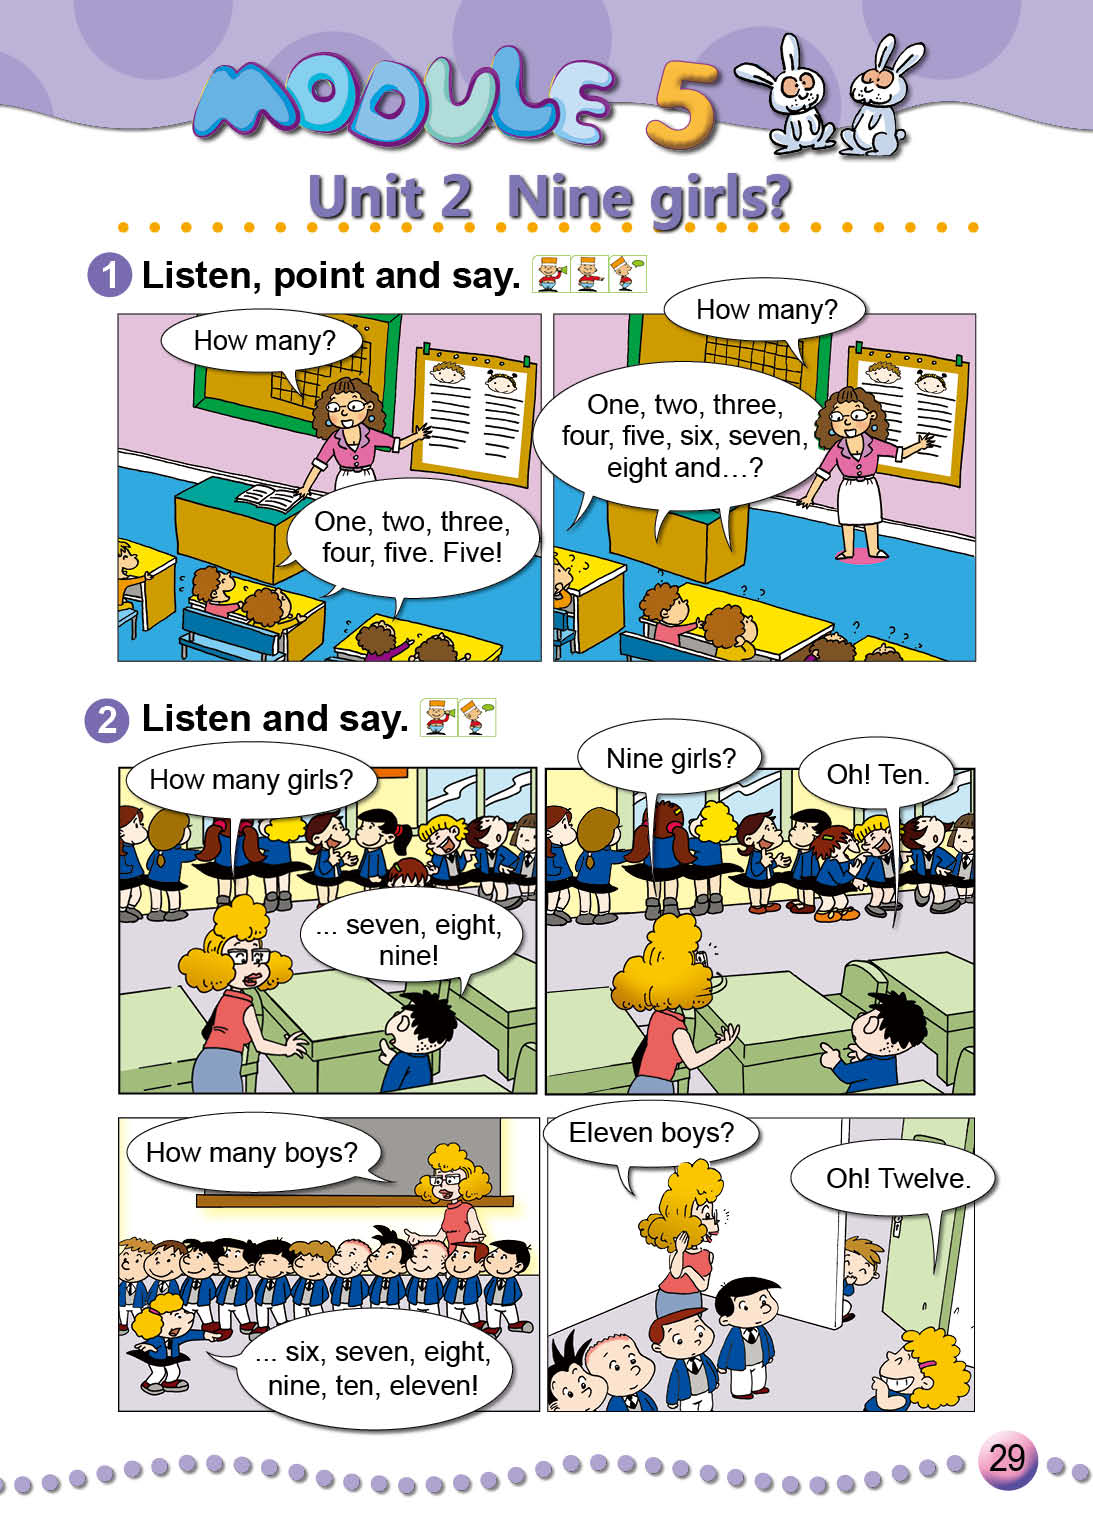 MODULE 5
Unit 2 Nine girls?
1 Listen, point and say.
How many?
One, two, three,
four, five. Five!
How many?
One, two, three,
four, five, six, seven,
eight and...?
? ? ?
? ?
? ? ?
2 Listen and say.
How many girls?
... seven, eight,
nine!
Nine girls?
Oh! Ten.
How many boys?
... six, seven, eight,
nine, ten, eleven!
Eleven boys?
Oh! Twelve.
29